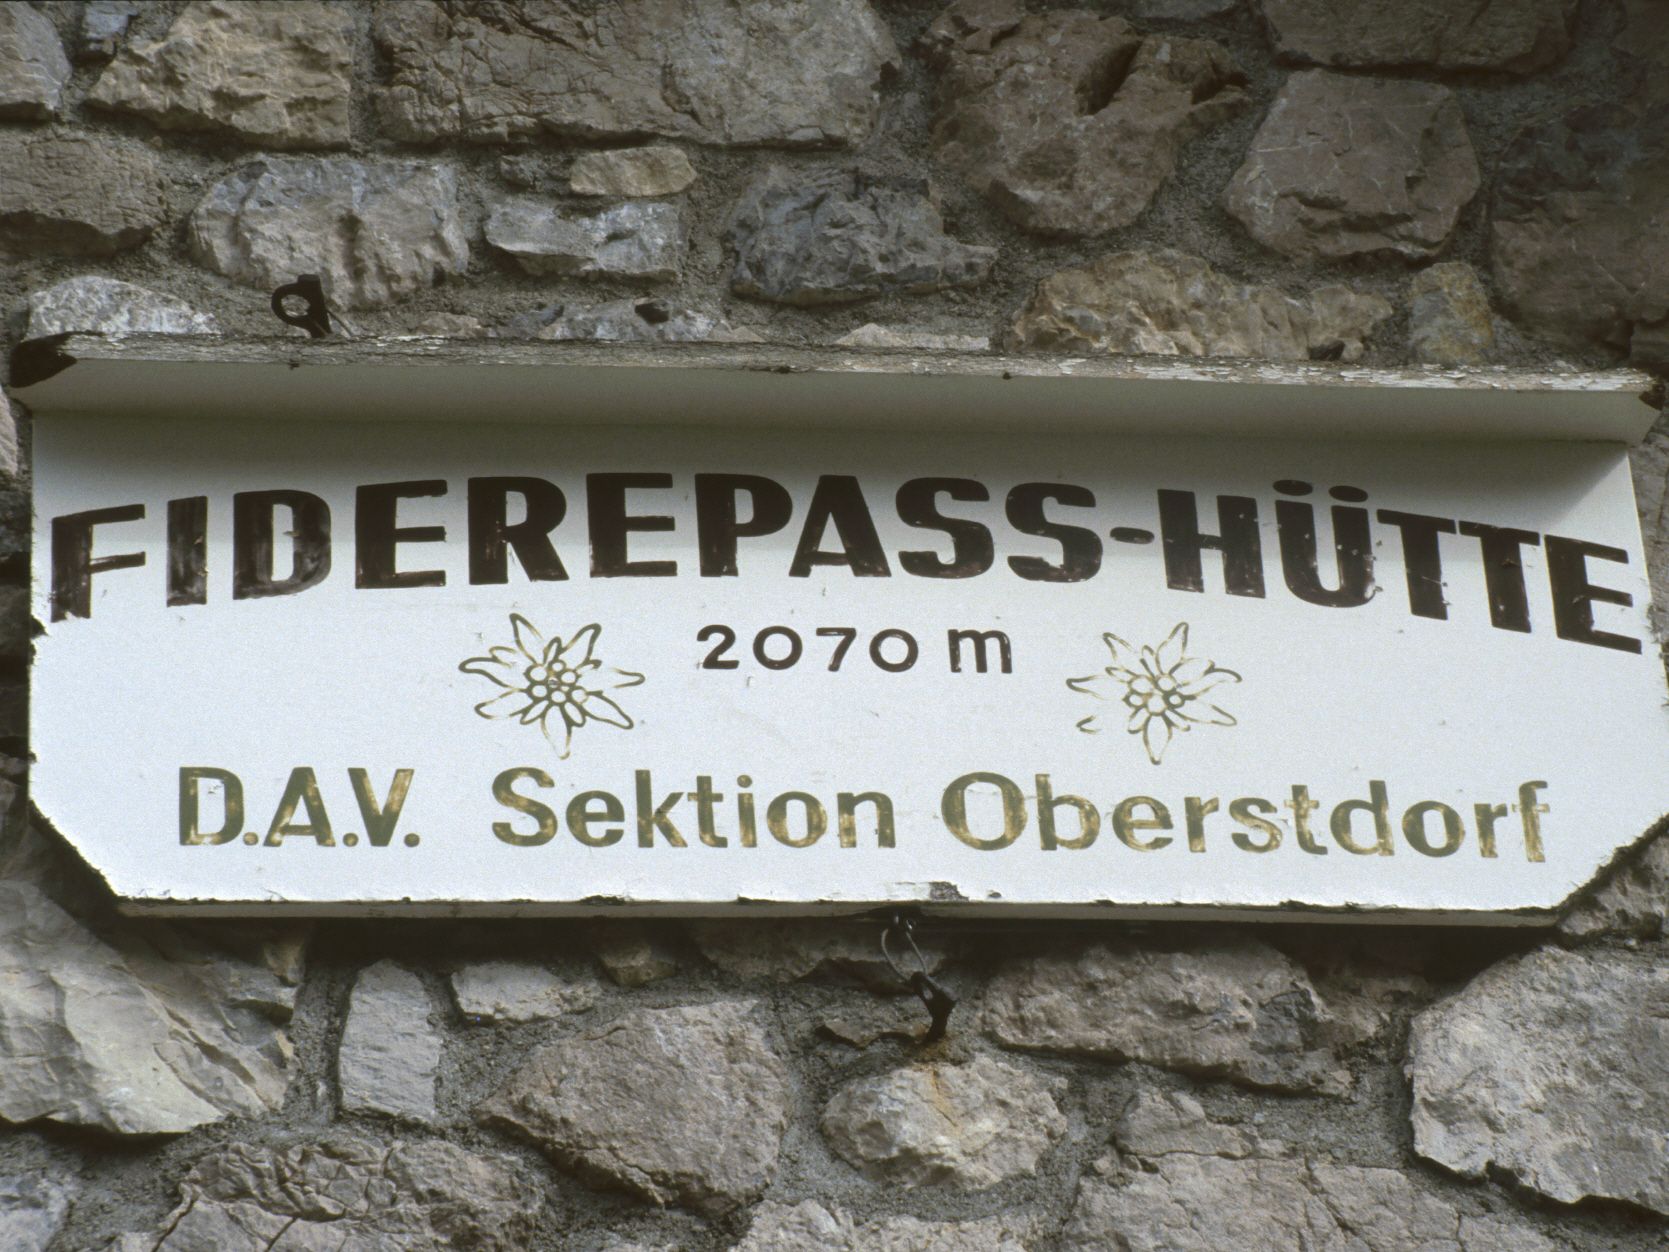 FIDEREPASS-HÜTTE
2070 m
D.A.V. Sektion Oberstdorf